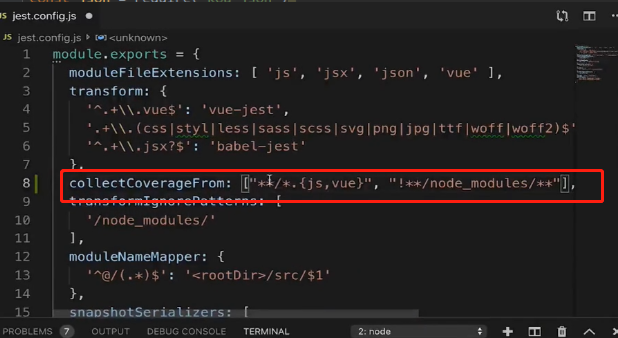 jest.config.js
JS jest.config.js > <unknown>
1 module.exports = {
2 moduleFileExtensions: [ 'js', 'jsx', 'json', 'vue' ],
3 transform: {
4 '^.+\\.vue$': 'vue-jest',
5 '.+\\.(css|styl|less|sass|scss|svg|png|jpg|ttf|woff|woff2)$'
6 '^.+\\.jsx?$': 'babel-jest'
7 },
8 collectCoverageFrom: ["**/*.{js,vue}", "!**/node_modules/**"],
9 transformIgnorePatterns: [
10 '/node_modules/'
11 ],
12 moduleNameMapper: {
13 '^@/(.*)$': '<rootDir>/src/$1'
14 },
15 snapshotSerializers: [
PROBLEMS 7 OUTPUT DEBUG CONSOLE TERMINAL 2: node